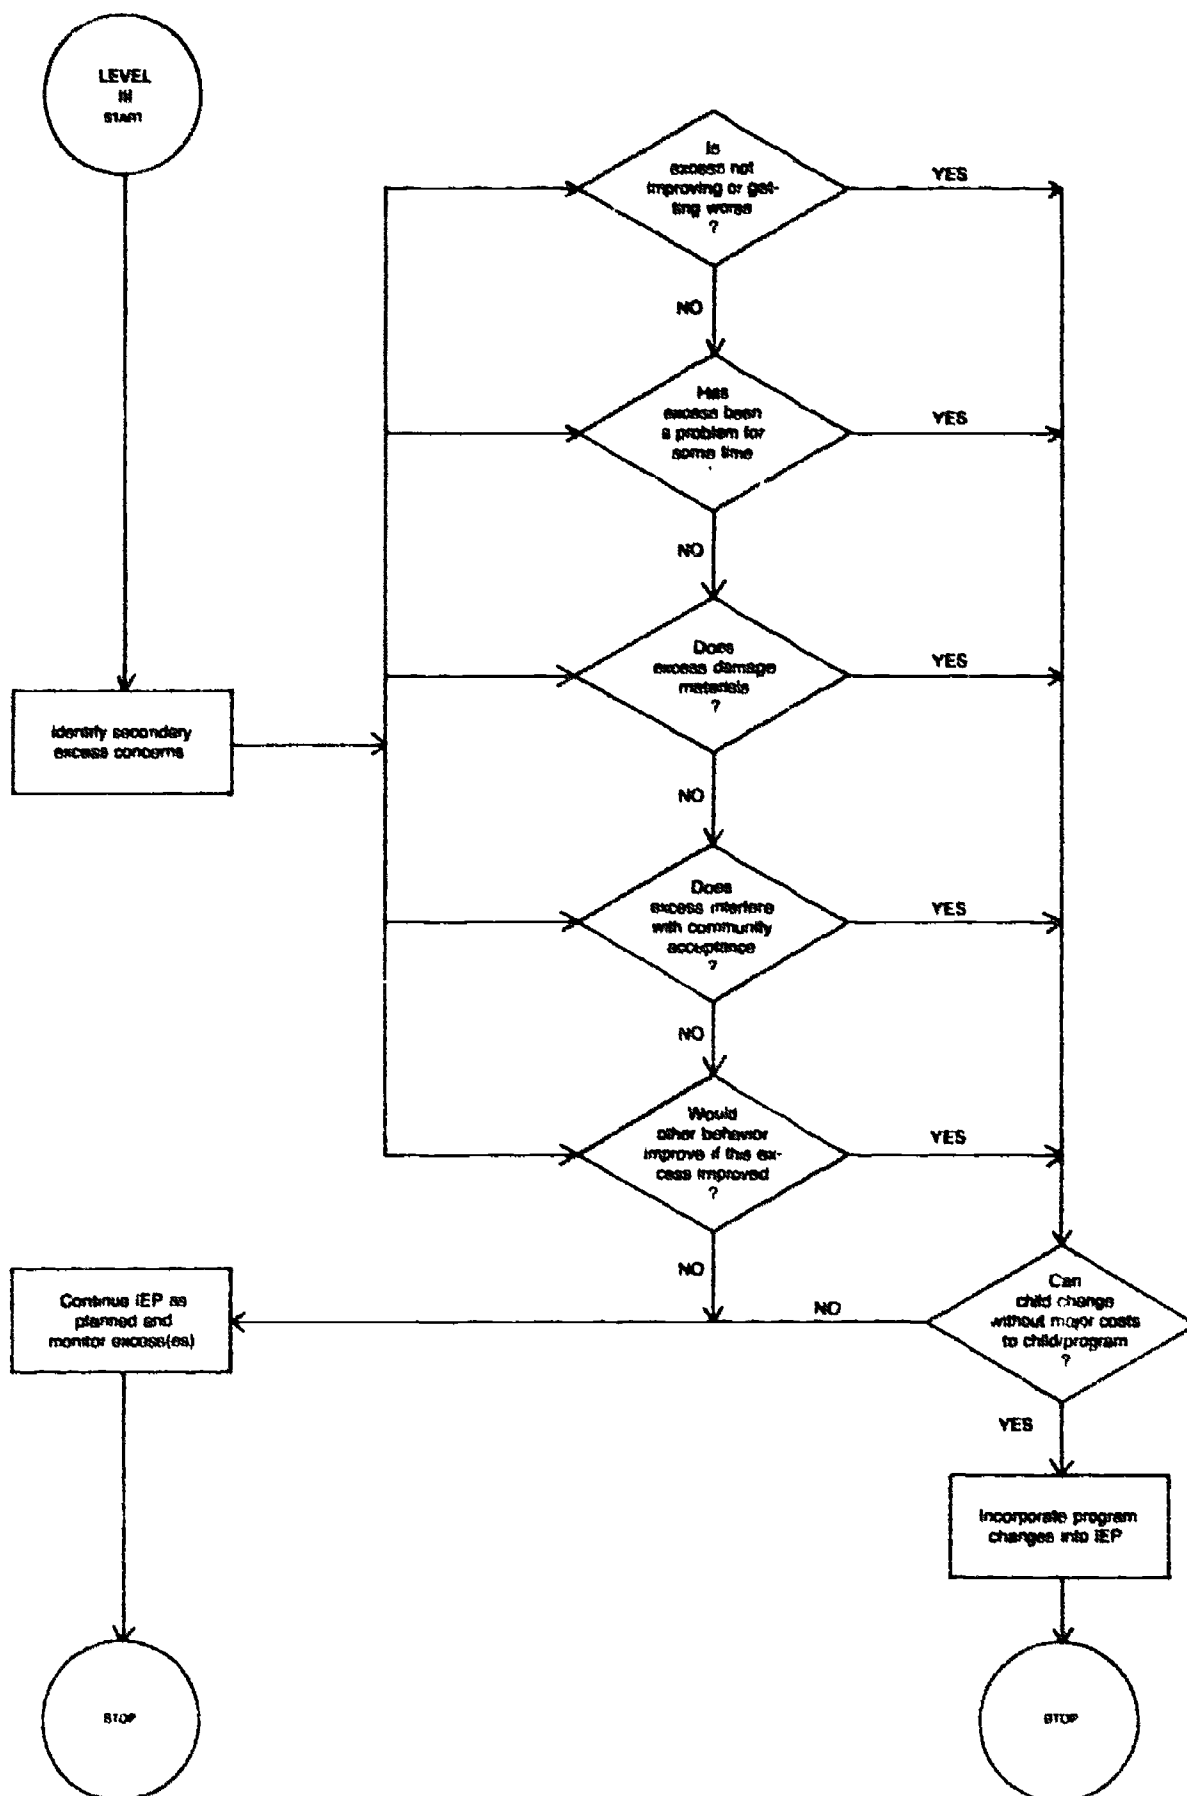 LEVEL
III
START
Is
excess not
improving or get-
ting worse
?
YES
NO
Has
excess been
a problem for
some time
YES
NO
Does
excess damage
materials
?
YES
Identify secondary
excess concerns
NO
Does
excess interfere
with community
acceptance
?
YES
NO
Would
other behavior
improve if this ex-
cess improved
?
YES
NO
Continue IEP as
planned and
monitor excess(es)
NO
Can
child change
without major costs
to child/program
?
YES
Incorporate program
changes into IEP
STOP
STOP